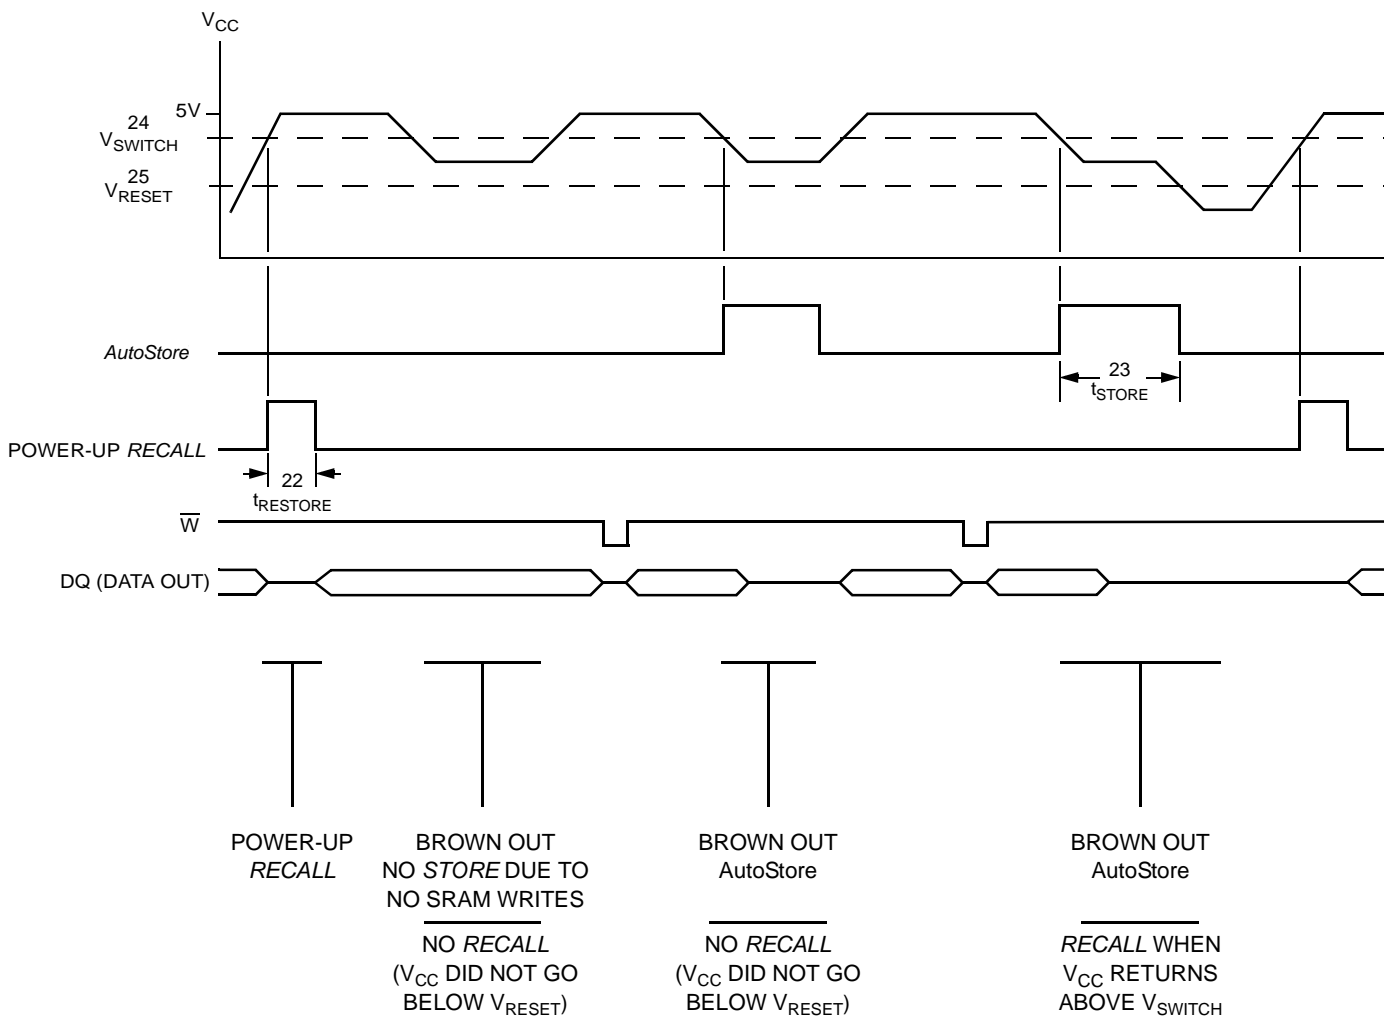 VCC
5V
24
VSWITCH
25
VRESET
AutoStore
23
tSTORE
POWER-UP RECALL
22
tRESTORE
W
DQ (DATA OUT)
POWER-UP
RECALL
BROWN OUT
NO STORE DUE TO
NO SRAM WRITES
NO RECALL
(VCC DID NOT GO
BELOW VRESET)
BROWN OUT
AutoStore
NO RECALL
(VCC DID NOT GO
BELOW VRESET)
BROWN OUT
AutoStore
RECALL WHEN
VCC RETURNS
ABOVE VSWITCH